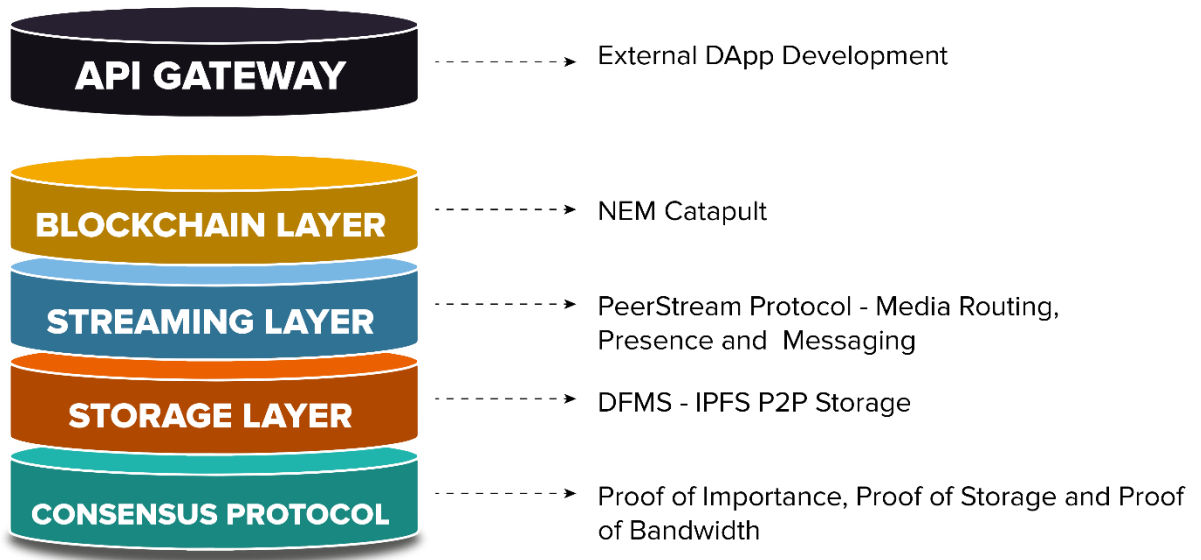 API GATEWAY
External DApp Development
BLOCKCHAIN LAYER
NEM Catapult
STREAMING LAYER
PeerStream Protocol - Media Routing,
Presence and Messaging
STORAGE LAYER
DFMS - IPFS P2P Storage
CONSENSUS PROTOCOL
Proof of Importance, Proof of Storage and Proof
of Bandwidth